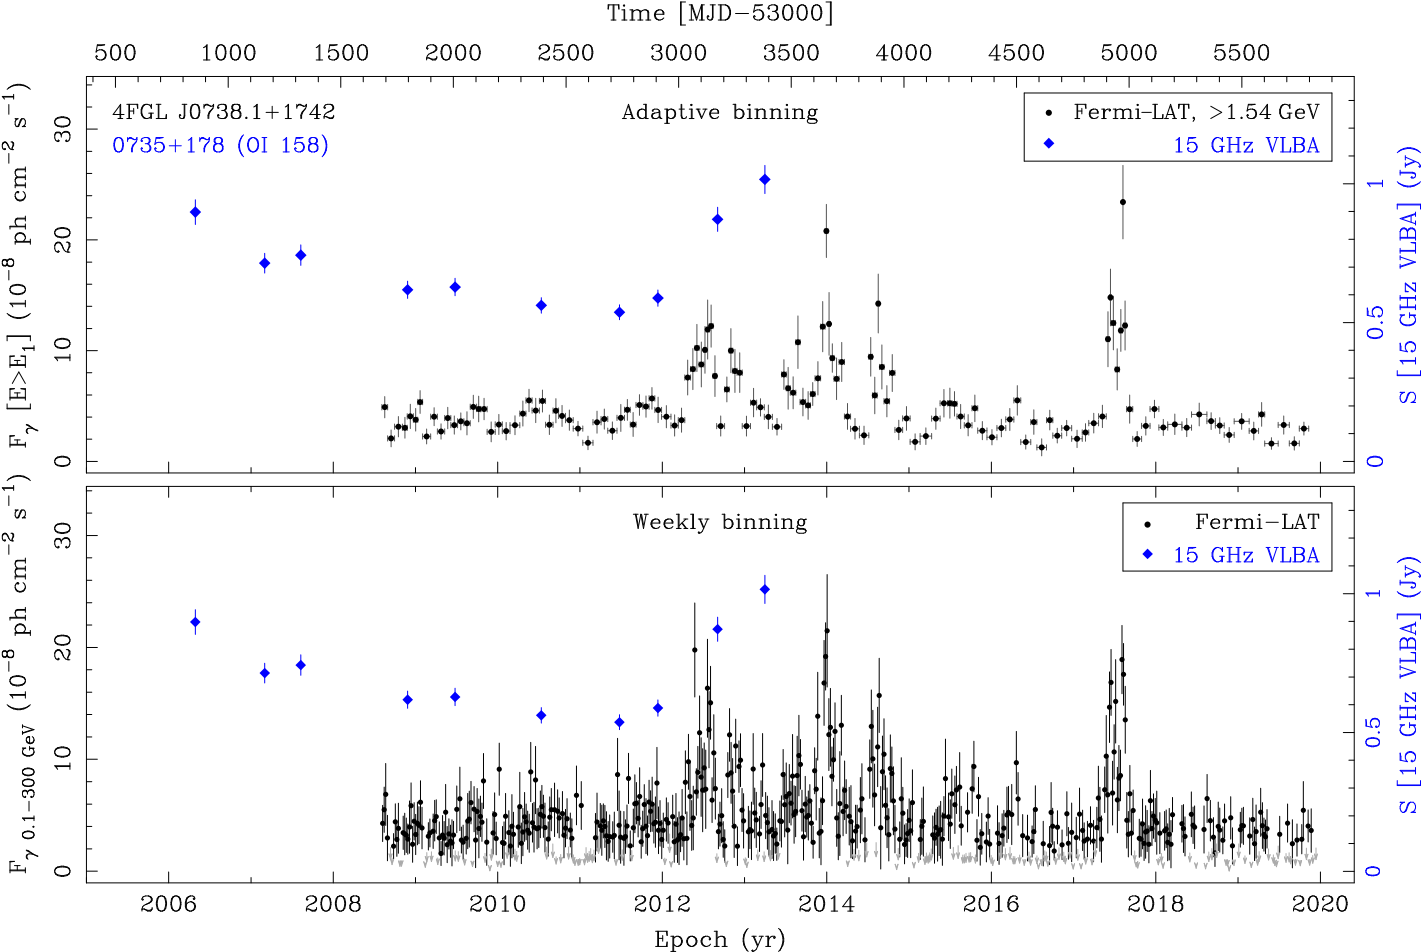 Time [MJD−53000]
500 1000 1500 2000 2500 3000 3500 4000 4500 5000 5500
4FGL J0738.1+1742
0735+178 (OI 158)
Adaptive binning
Fermi−LAT, >1.54 GeV
15 GHz VLBA
Fγ [E>E1] (10−8 ph cm−2 s−1)
0 10 20 30
S [15 GHz VLBA] (Jy)
0 0.5 1
Weekly binning
Fermi−LAT
15 GHz VLBA
Fγ 0.1−300 GeV (10−8 ph cm−2 s−1)
0 10 20 30
S [15 GHz VLBA] (Jy)
0 0.5 1
2006 2008 2010 2012 2014 2016 2018 2020
Epoch (yr)